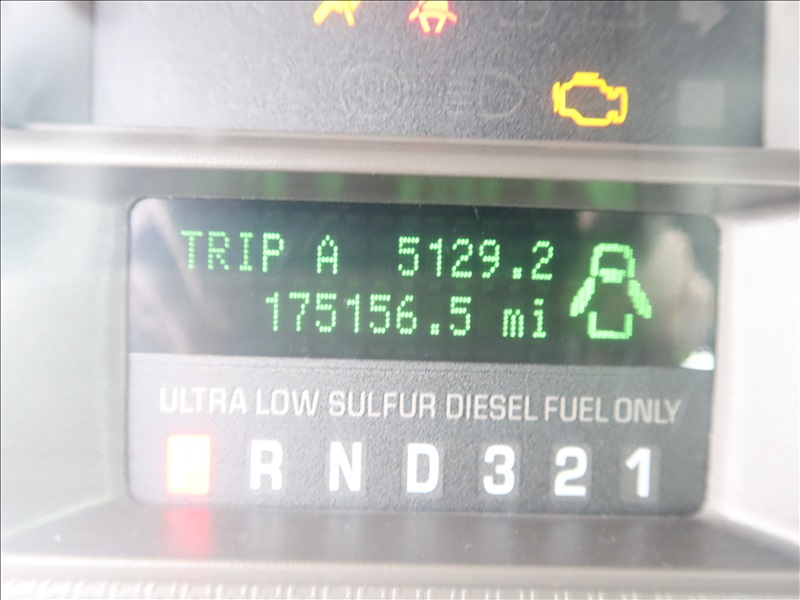 TRIP A 5129.2
175156.5 mi
ULTRA LOW SULFUR DIESEL FUEL ONLY
P R N D 3 2 1